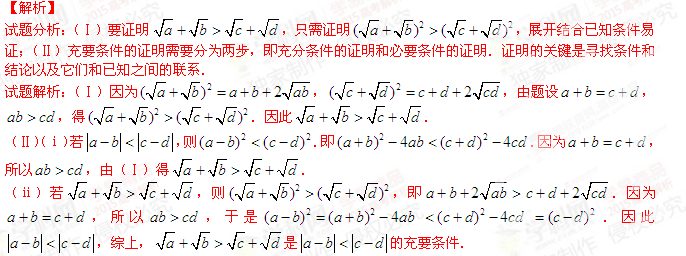 【解析】
试题分析：（Ⅰ）要证明 √a+√b>√c+√d，只需证明(√a+√b)²>(√c+√d)²，展开结合已知条件易
证；（Ⅱ）充要条件的证明需要分为两步，即充分条件的证明和必要条件的证明．证明的关键是寻找条件和
结论以及它们和已知之间的联系．
试题解析：（Ⅰ）因为(√a+√b)²=a+b+2√ab，(√c+√d)²=c+d+2√cd，由题设a+b=c+d，
ab>cd，得(√a+√b)²>(√c+√d)²．因此√a+√b>√c+√d．
（Ⅱ）（ⅰ）若|a-b|<|c-d|，则(a-b)²<(c-d)²．即(a+b)²-4ab<(c+d)²-4cd．因为a+b=c+d，
所以ab>cd，由（Ⅰ）得√a+√b>√c+√d．
（ⅱ）若√a+√b>√c+√d，则(√a+√b)²>(√c+√d)²，即a+b+2√ab>c+d+2√cd．因为
a+b=c+d，所以ab>cd，于是(a-b)²=(a+b)²-4ab<(c+d)²-4cd=(c-d)²．因此
|a-b|<|c-d|，综上，√a+√b>√c+√d是|a-b|<|c-d|的充要条件．